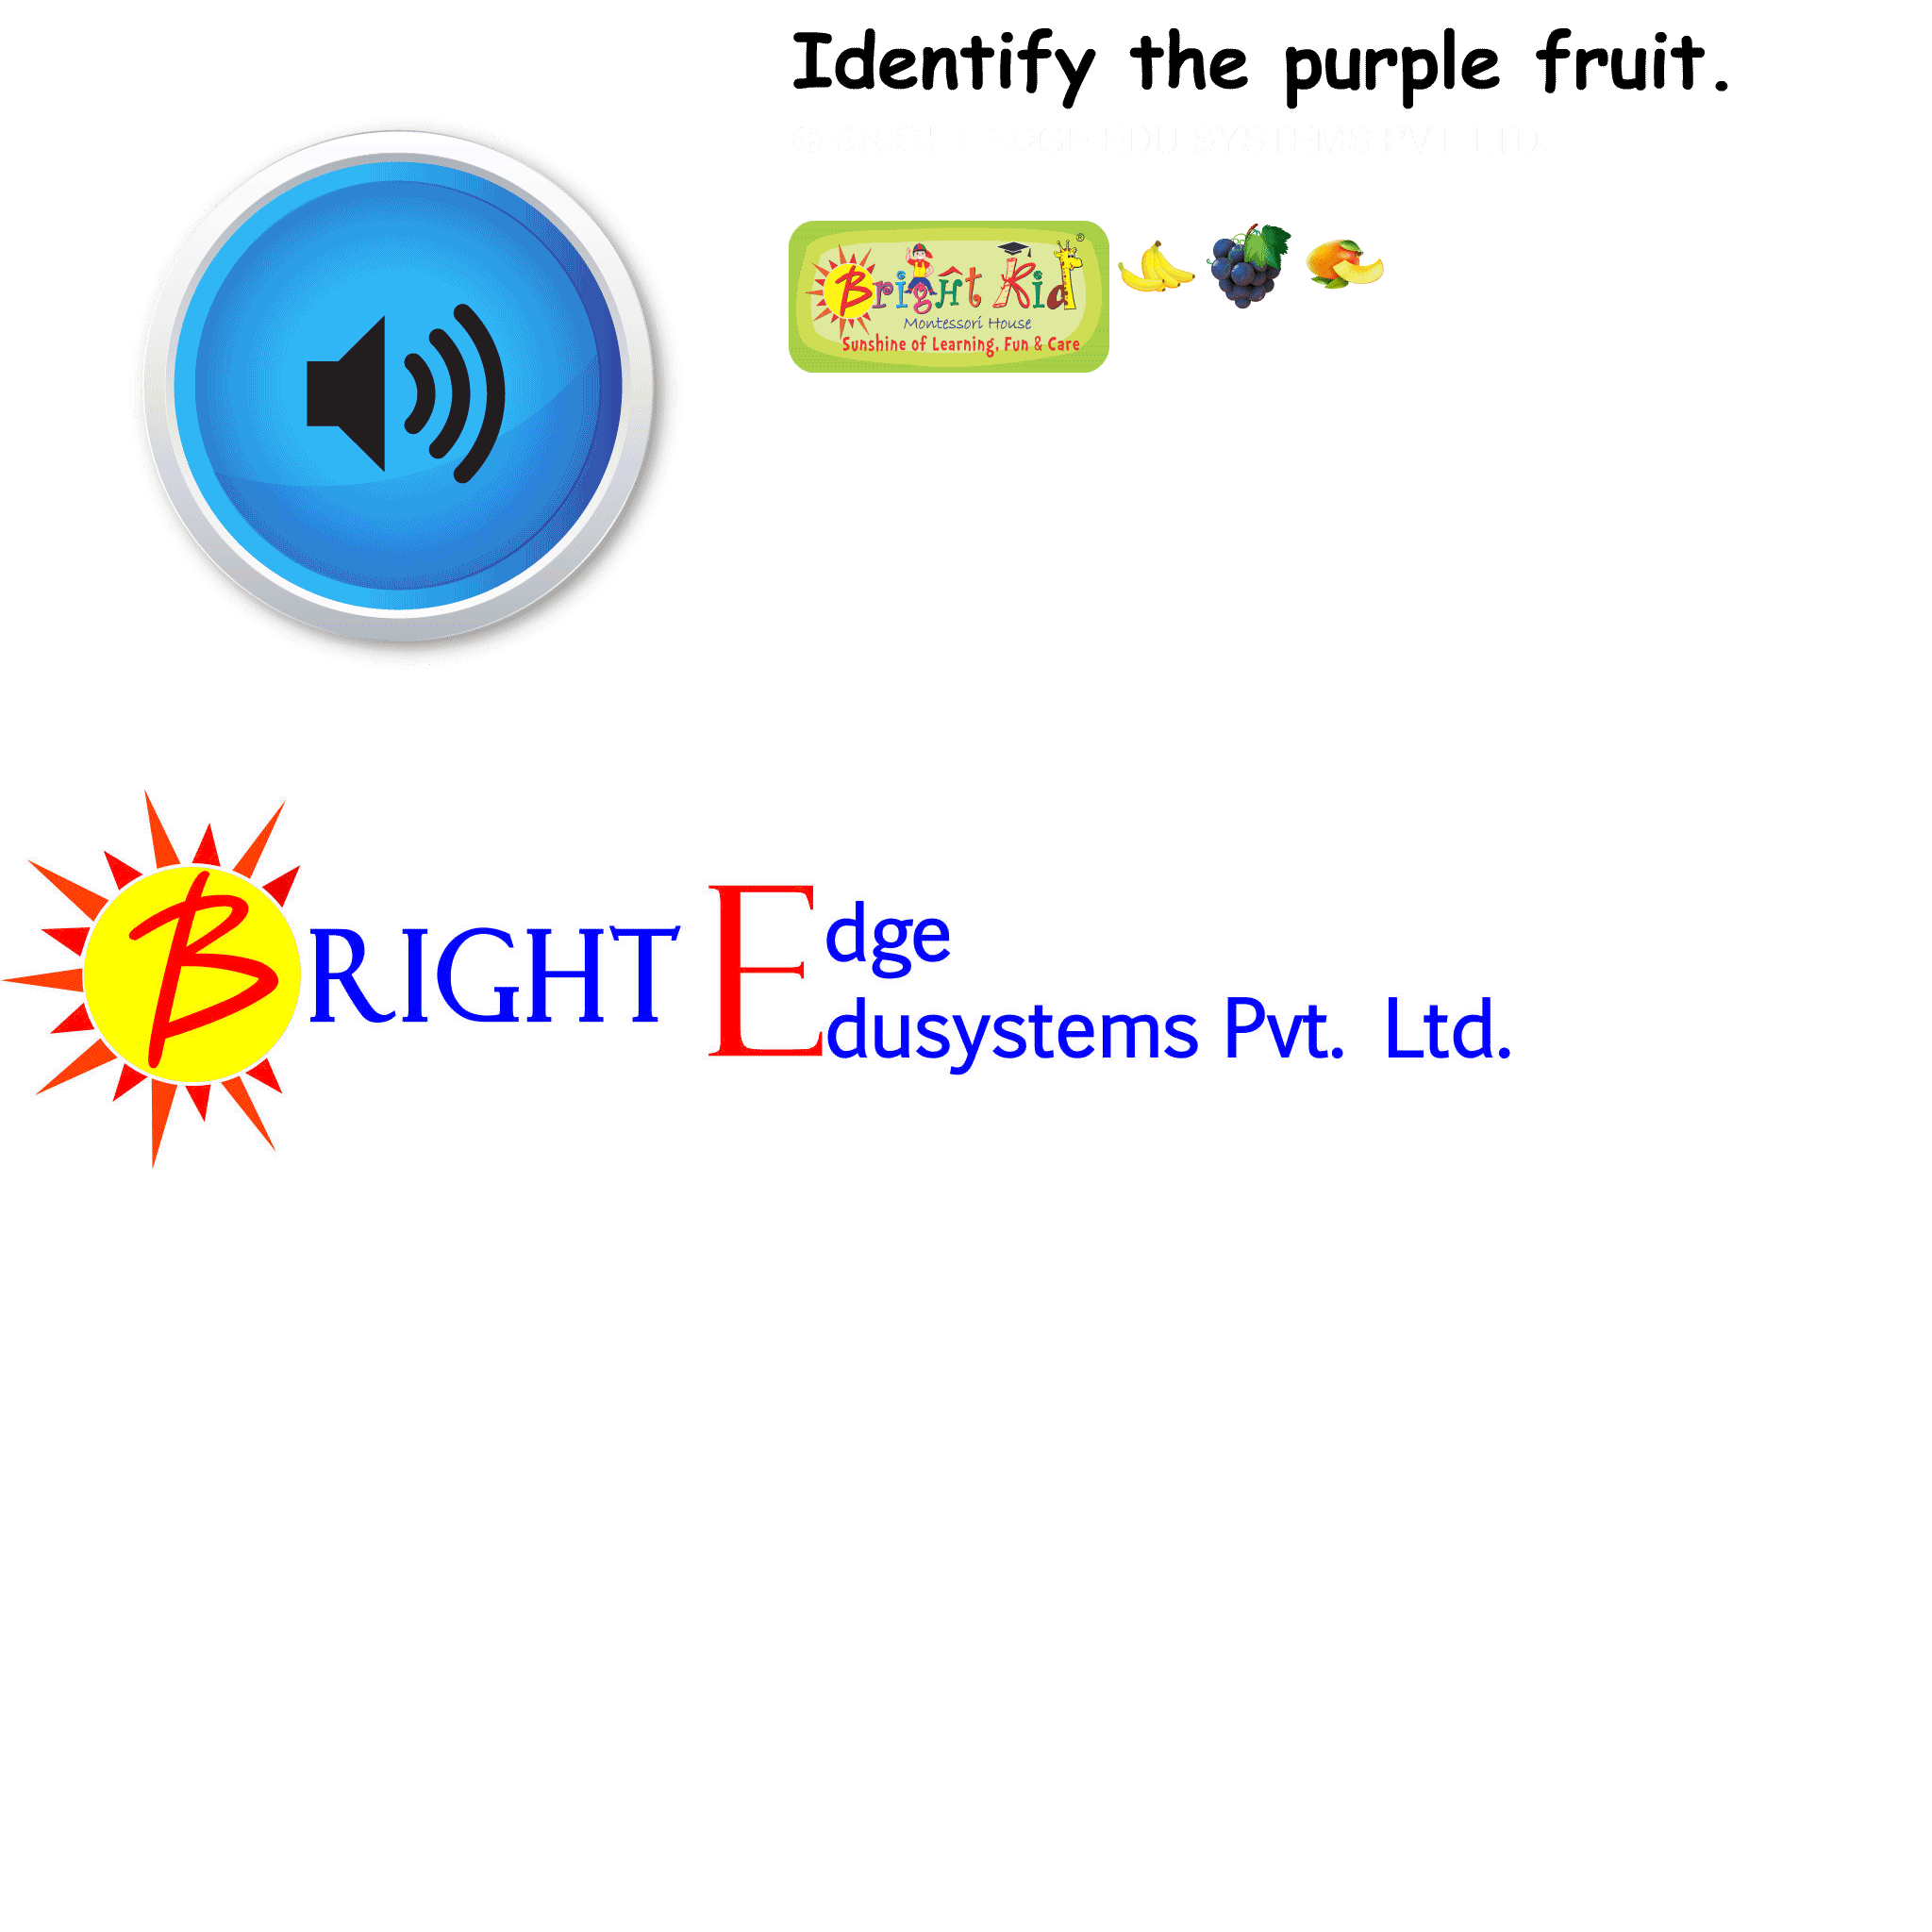 Identify the purple fruit.
© BRIGHT EDGE EDU SYSTEMS PVT. LTD.
Bright Kid ®
Montessori House
Sunshine of Learning, Fun & Care
BRIGHT Edge
Edusystems Pvt. Ltd.